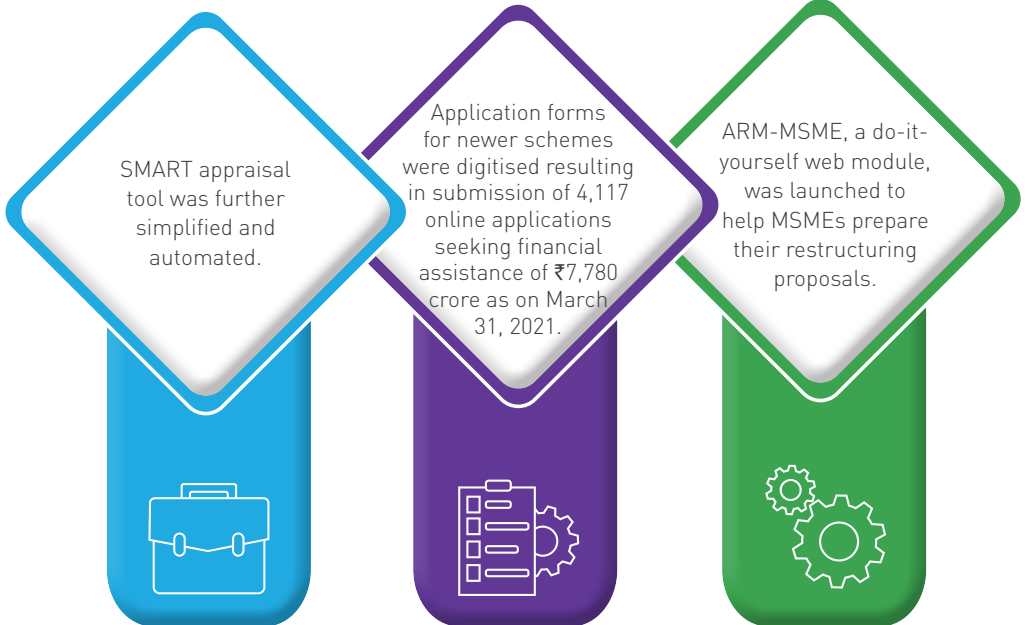 SMART appraisal
tool was further
simplified and
automated.
Application forms
for newer schemes
were digitised resulting
in submission of 4,117
online applications
seeking financial
assistance of ₹7,780
crore as on March
31, 2021.
ARM-MSME, a do-it-
yourself web module,
was launched to
help MSMEs prepare
their restructuring
proposals.